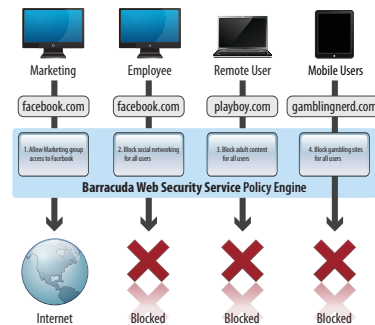 Marketing
Employee
Remote User
Mobile Users
facebook.com
facebook.com
playboy.com
gamblingnerd.com
1. Allow Marketing group
access to Facebook
2. Block social networking
for all users
3. Block adult content
for all users
4. Block gambling sites
for all users
Barracuda Web Security Service Policy Engine
Internet
Blocked
Blocked
Blocked